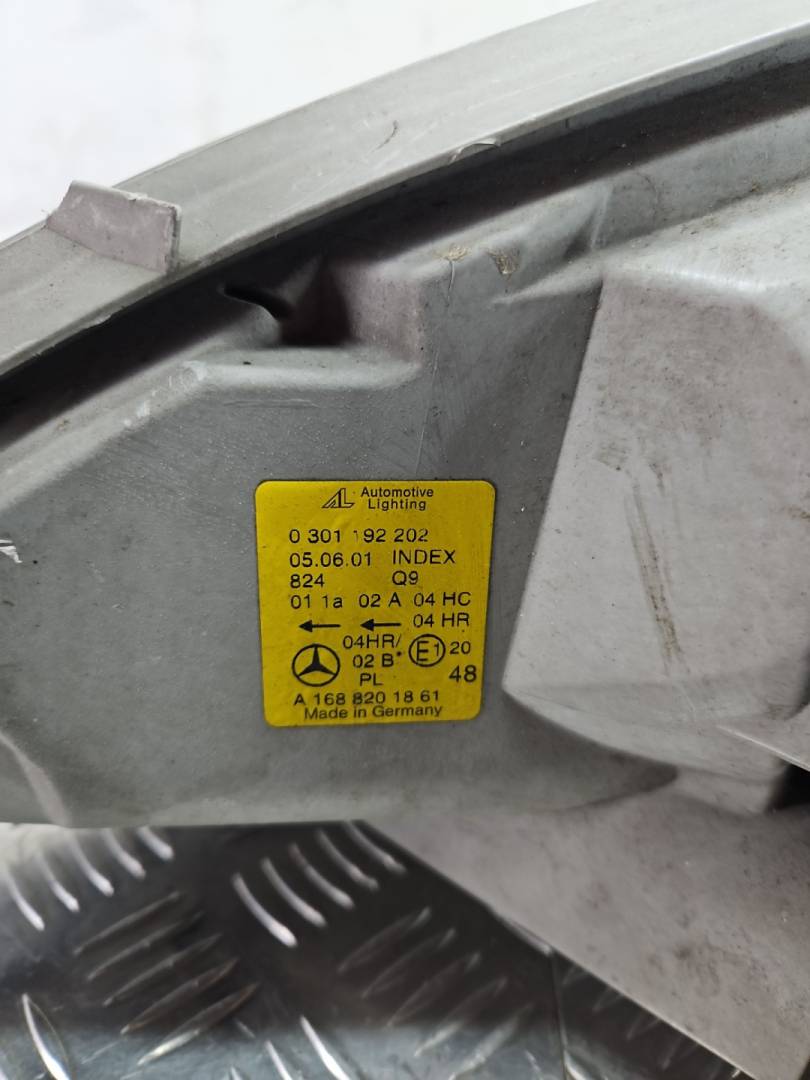 AL Automotive
Lighting
0 301 192 202
05.06.01 INDEX
824 Q9
01 1a 02 A 04 HC
← ← 04 HR
04HR/
02 B* E1 20
PL 48
A 168 820 18 61
Made in Germany